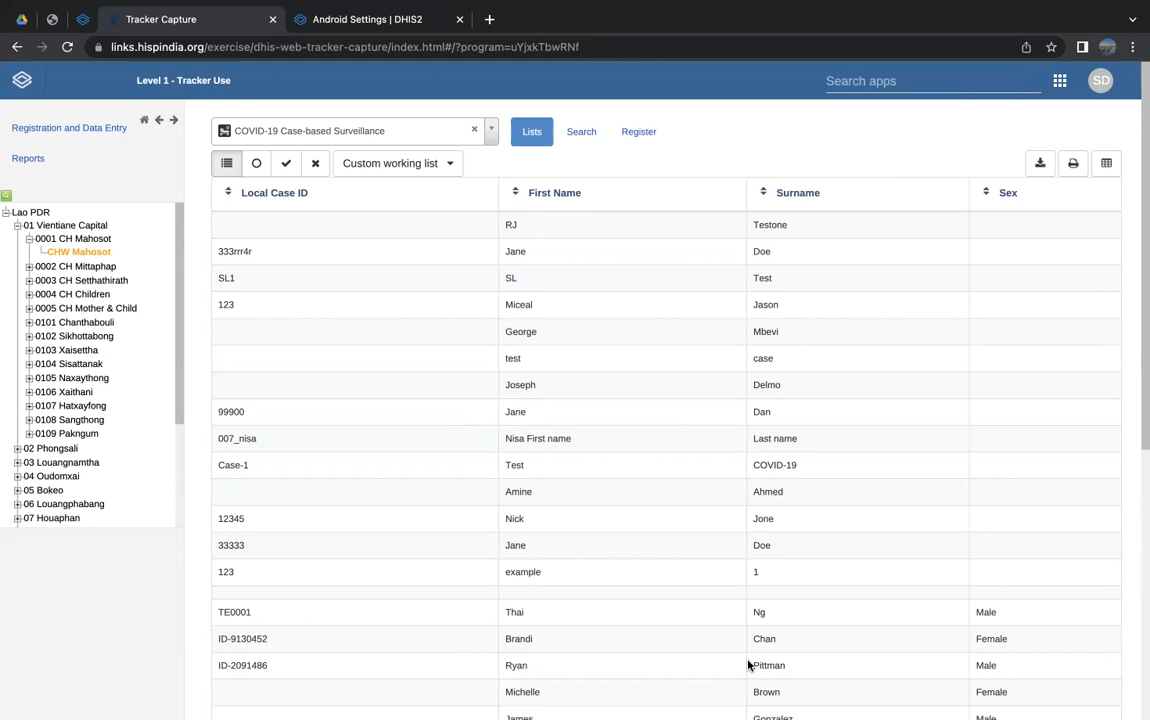 Tracker Capture
Android Settings | DHIS2
links.hispindia.org/exercise/dhis-web-tracker-capture/index.html#/?program=uYjxkTbwRNf
Level 1 - Tracker Use
Search apps
SD
Registration and Data Entry
Reports
Lao PDR
01 Vientiane Capital
0001 CH Mahosot
CHW Mahosot
0002 CH Mittaphap
0003 CH Setthathirath
0004 CH Children
0005 CH Mother & Child
0101 Chanthabouli
0102 Sikhottabong
0103 Xaisettha
0104 Sisattanak
0105 Naxaythong
0106 Xaithani
0107 Hatxayfong
0108 Sangthong
0109 Pakngum
02 Phongsali
03 Louangnamtha
04 Oudomxai
05 Bokeo
06 Louangphabang
07 Houaphan
COVID-19 Case-based Surveillance
Lists
Search
Register
Custom working list
Local Case ID First Name Surname Sex
RJ Testone
333rrr4r Jane Doe
SL1 SL Test
123 Miceal Jason
George Mbevi
test case
Joseph Delmo
99900 Jane Dan
007_nisa Nisa First name Last name
Case-1 Test COVID-19
Amine Ahmed
12345 Nick Jone
33333 Jane Doe
123 example 1
TE0001 Thai Ng Male
ID-9130452 Brandi Chan Female
ID-2091486 Ryan Pittman Male
Michelle Brown Female
James Gonzalez Male